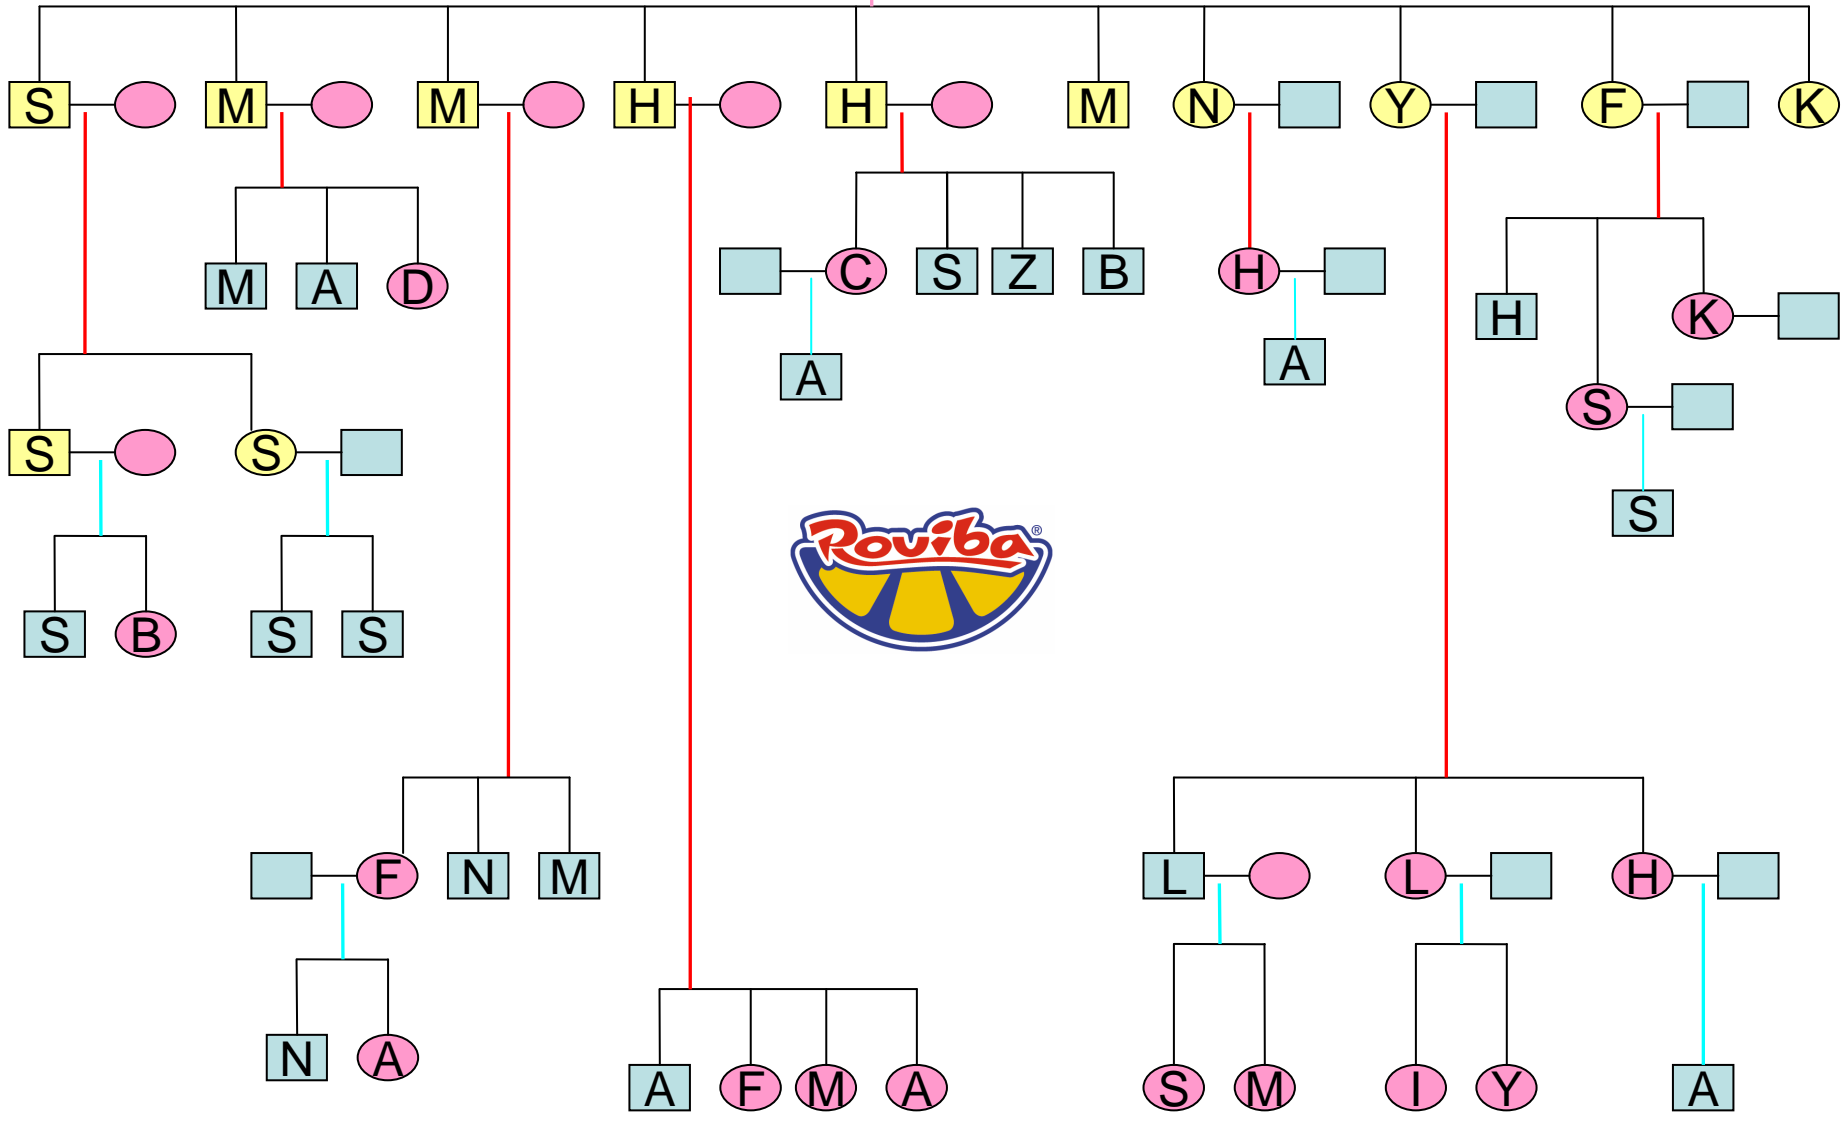 S M M H H M N Y F K
M A D C S Z B H H K
A A S
S S S
Rouiba®
S B S S
F N M L L H
N A A F M A S M I Y A